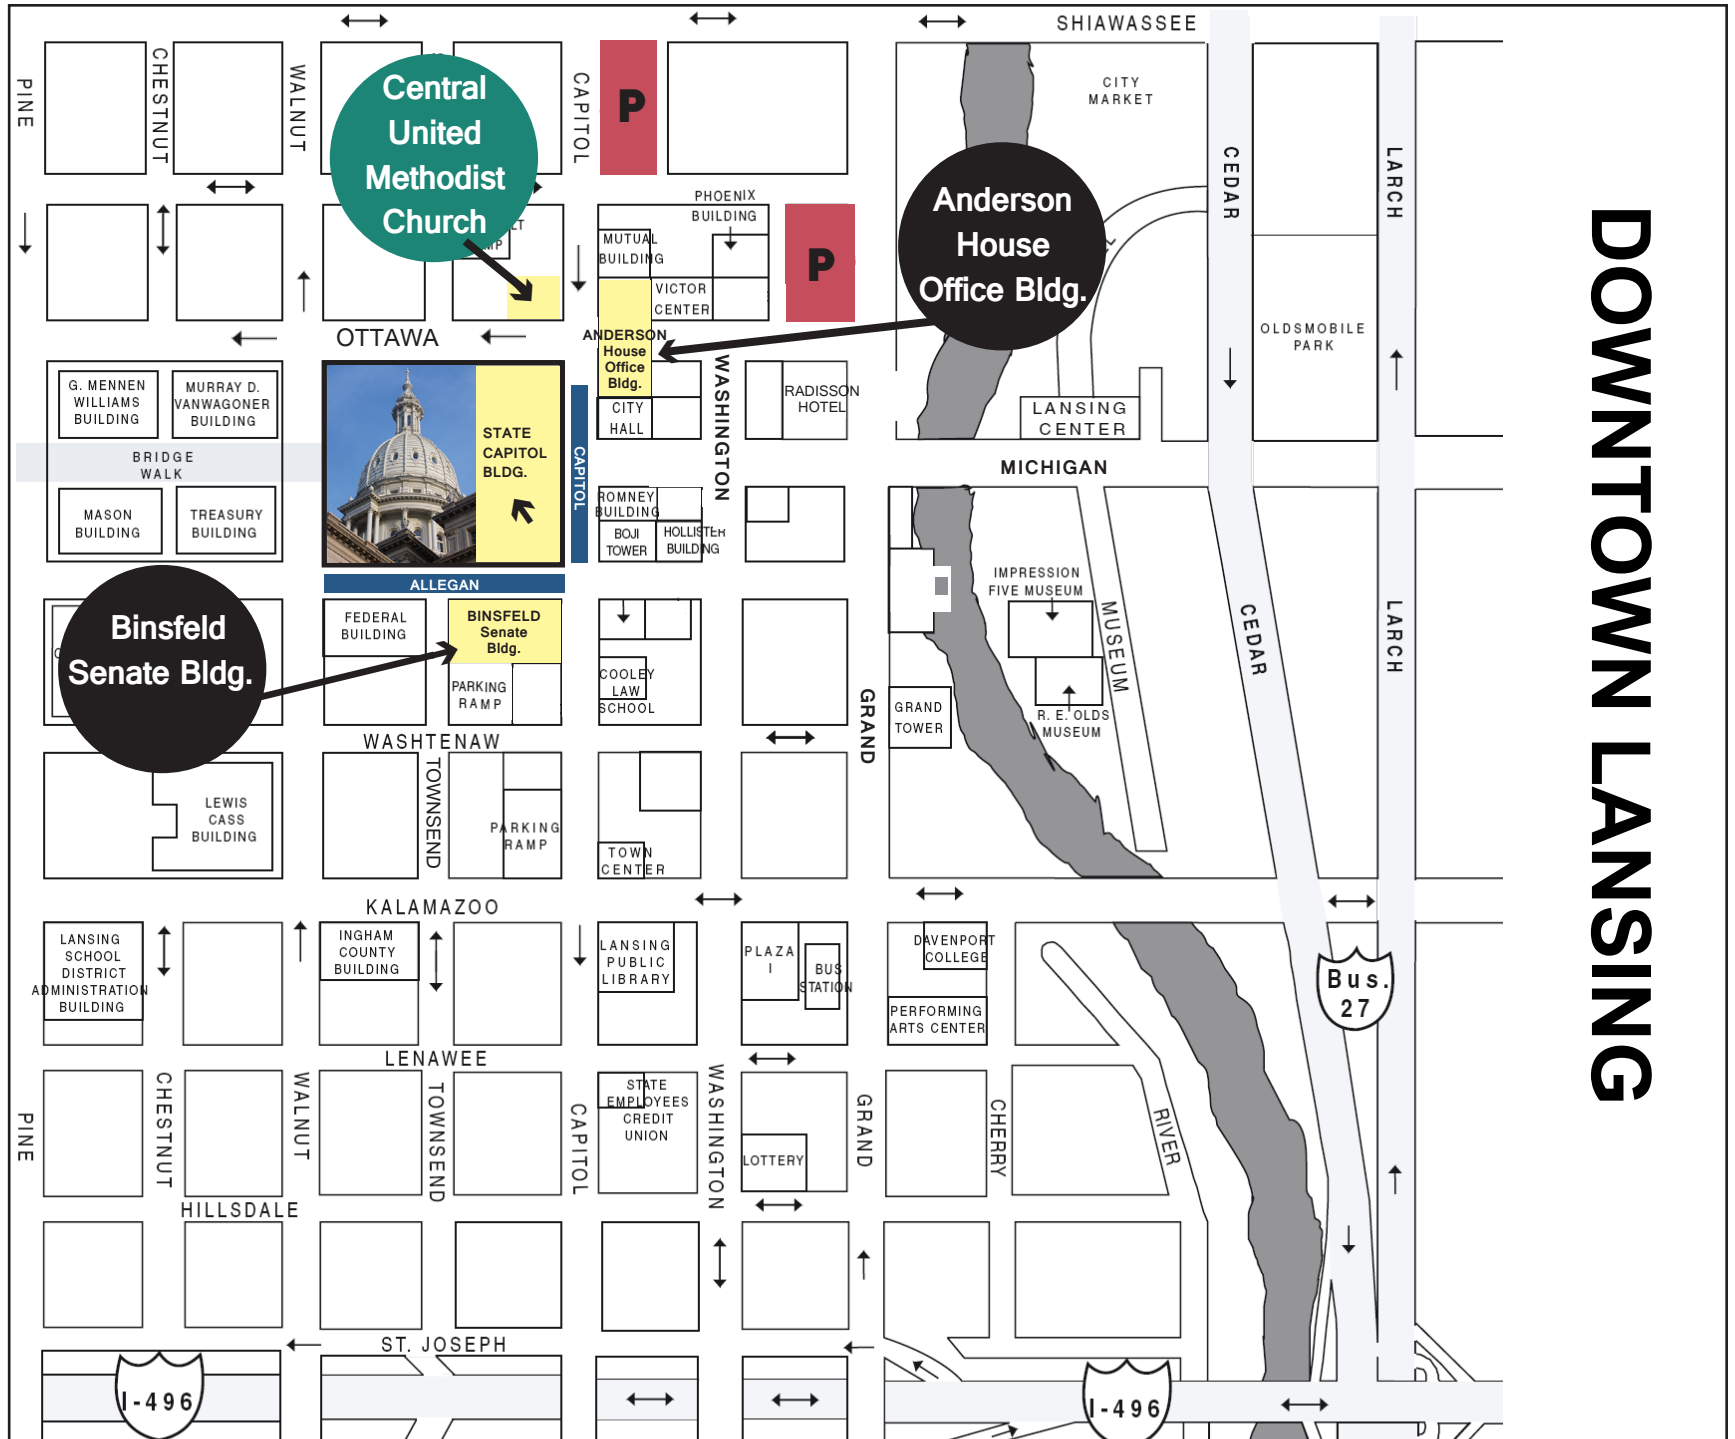 SHIAWASSEE
PINE
CHESTNUT
WALNUT
Central
United
Methodist
Church
CAPITOL
P
CITY
MARKET
CEDAR
LARCH
PHOENIX
BUILDING
MUTUAL
BUILDING
VICTOR
CENTER
P
Anderson
House
Office Bldg.
OLDSMOBILE
PARK
DOWNTOWN LANSING
OTTAWA
ANDERSON
House
Office
Bldg.
CITY
HALL
WASHINGTON
RADISSON
HOTEL
LANSING
CENTER
G. MENNEN
WILLIAMS
BUILDING
MURRAY D.
VANWAGONER
BUILDING
BRIDGE
WALK
MASON
BUILDING
TREASURY
BUILDING
STATE
CAPITOL
BLDG.
CAPITOL
MICHIGAN
ROMNEY
BUILDING
BOJI
TOWER
HOLLISTER
BUILDING
ALLEGAN
Binsfeld
Senate Bldg.
FEDERAL
BUILDING
BINSFELD
Senate
Bldg.
PARKING
RAMP
COOLEY
LAW
SCHOOL
IMPRESSION
FIVE MUSEUM
MUSEUM
CEDAR
LARCH
GRAND
GRAND
TOWER
R. E. OLDS
MUSEUM
WASHTENAW
TOWNSEND
LEWIS
CASS
BUILDING
PARKING
RAMP
TOWN
CENTER
KALAMAZOO
LANSING
SCHOOL
DISTRICT
ADMINISTRATION
BUILDING
INGHAM
COUNTY
BUILDING
LANSING
PUBLIC
LIBRARY
PLAZA
I
BUS
STATION
DAVENPORT
COLLEGE
PERFORMING
ARTS CENTER
Bus.
27
LENAWEE
PINE
CHESTNUT
WALNUT
TOWNSEND
CAPITOL
STATE
EMPLOYEES
CREDIT
UNION
WASHINGTON
LOTTERY
GRAND
CHERRY
RIVER
HILLSDALE
ST. JOSEPH
I-496
I-496